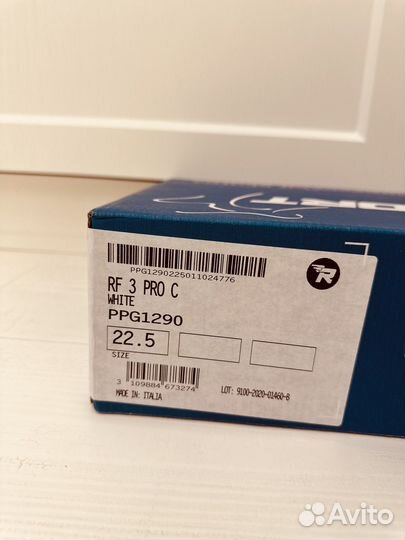 PPG1290225011024776
RF 3 PRO C
WHITE
PPG1290
22.5
SIZE
3 109884 673274
MADE IN: ITALIA
LOT: 9100-2020-01460-8
R
Avito